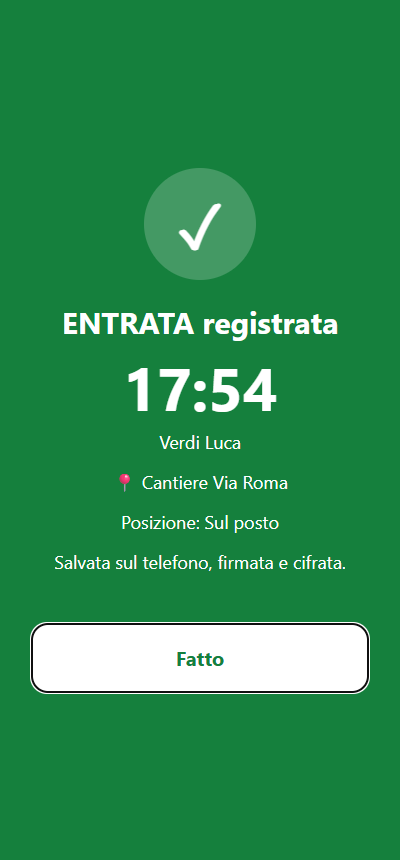 ENTRATA registrata
17:54
Verdi Luca
📍 Cantiere Via Roma
Posizione: Sul posto
Salvata sul telefono, firmata e cifrata.
Fatto